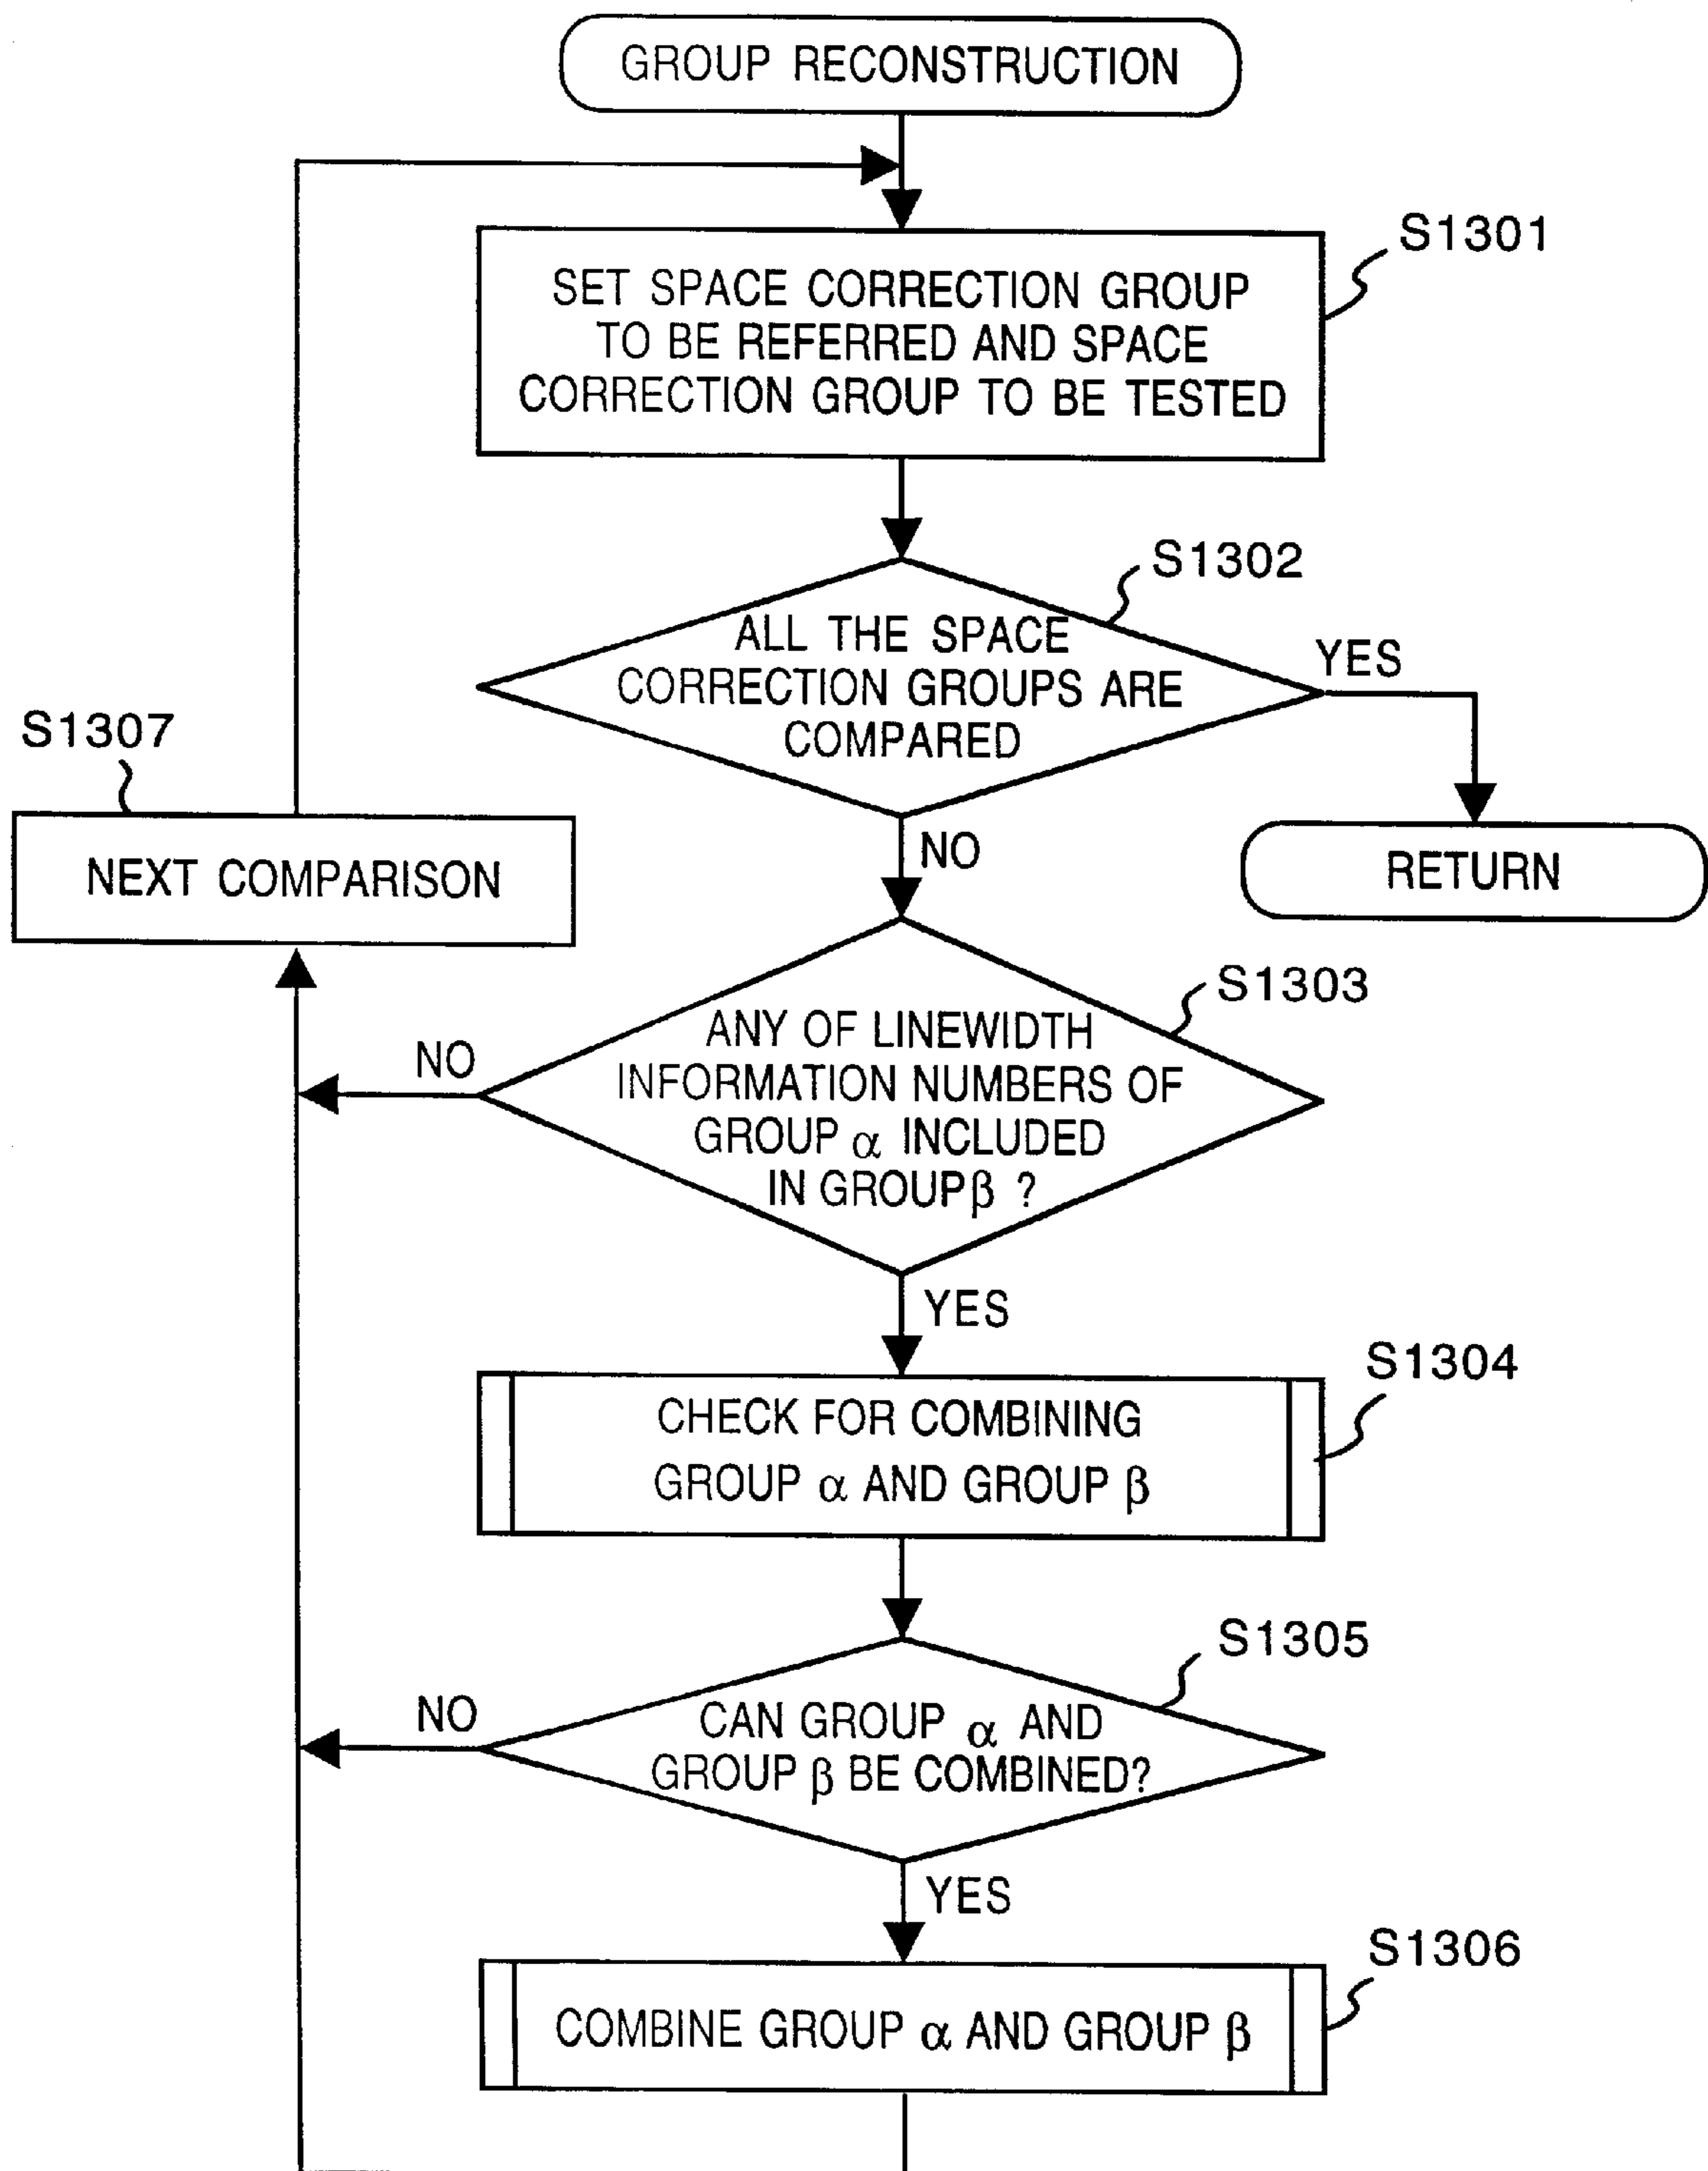 GROUP RECONSTRUCTION
S1301
SET SPACE CORRECTION GROUP
TO BE REFERRED AND SPACE
CORRECTION GROUP TO BE TESTED
S1302
ALL THE SPACE
CORRECTION GROUPS ARE
COMPARED
YES
S1307
NEXT COMPARISON
NO
RETURN
S1303
ANY OF LINEWIDTH
INFORMATION NUMBERS OF
GROUP α INCLUDED
IN GROUPβ ?
NO
YES
S1304
CHECK FOR COMBINING
GROUP α AND GROUP β
S1305
CAN GROUP α AND
GROUP β BE COMBINED?
NO
YES
S1306
COMBINE GROUP α AND GROUP β